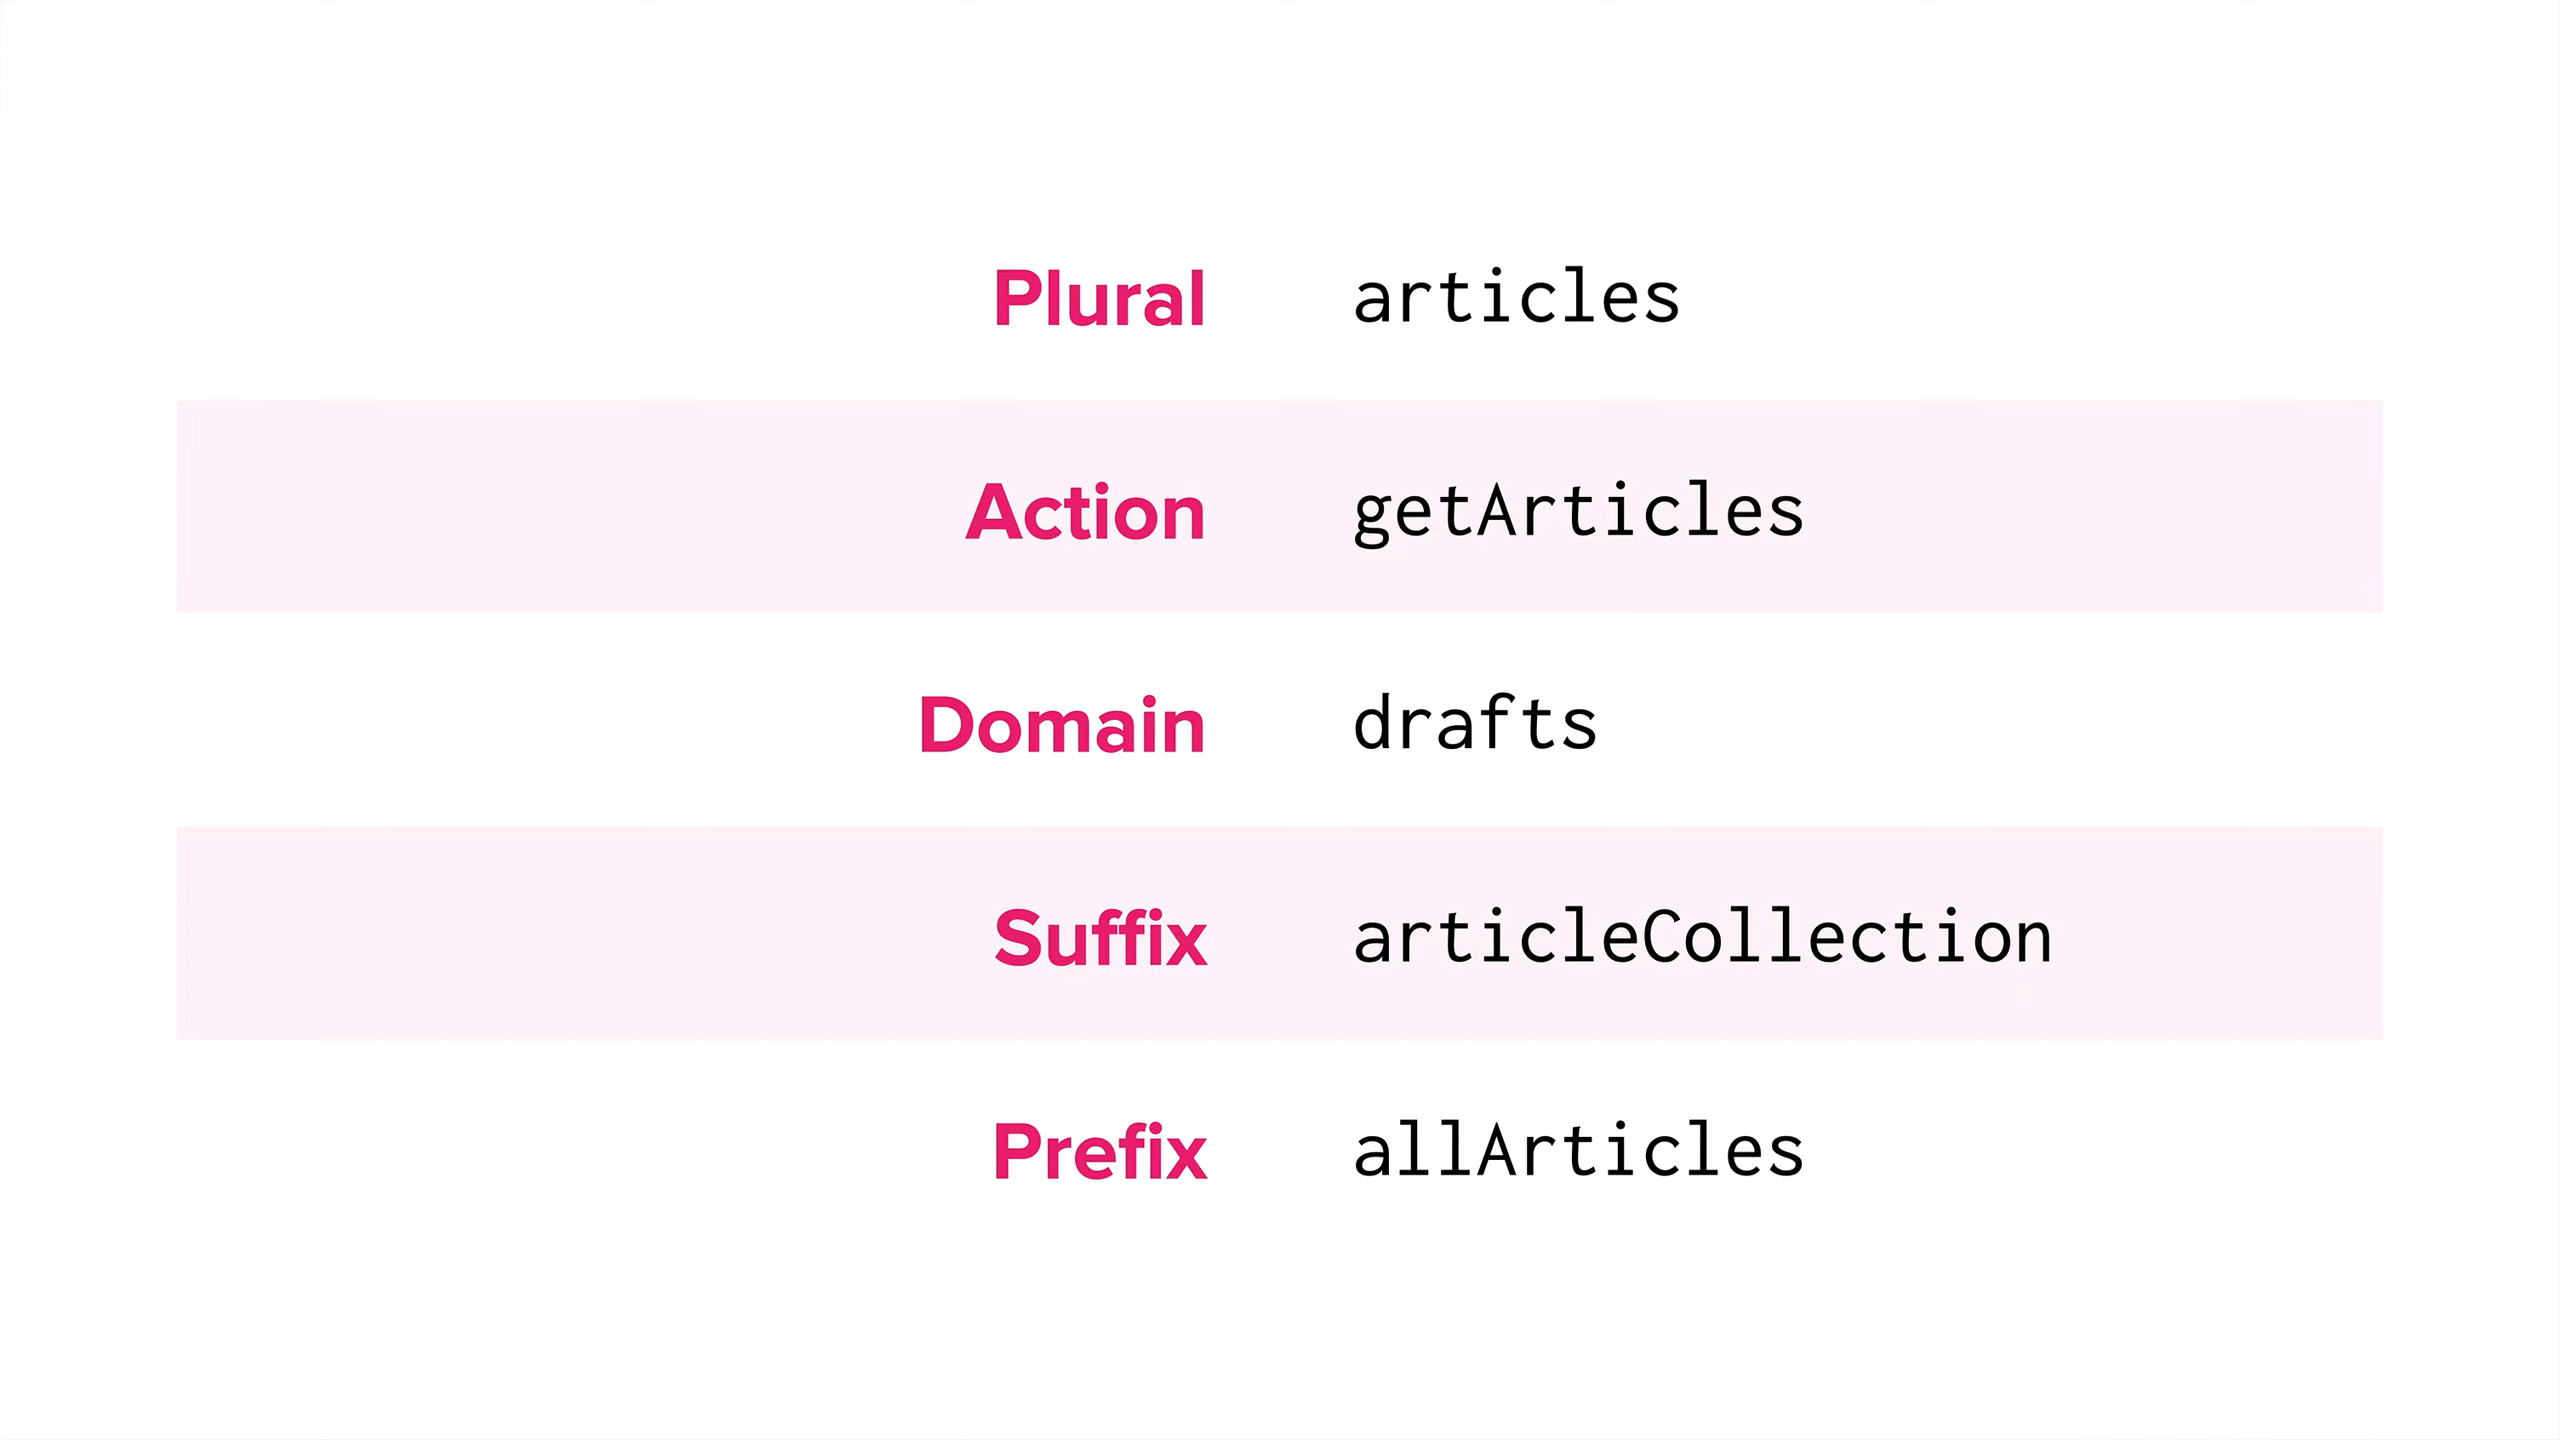 Plural articles
Action getArticles
Domain drafts
Suffix articleCollection
Prefix allArticles